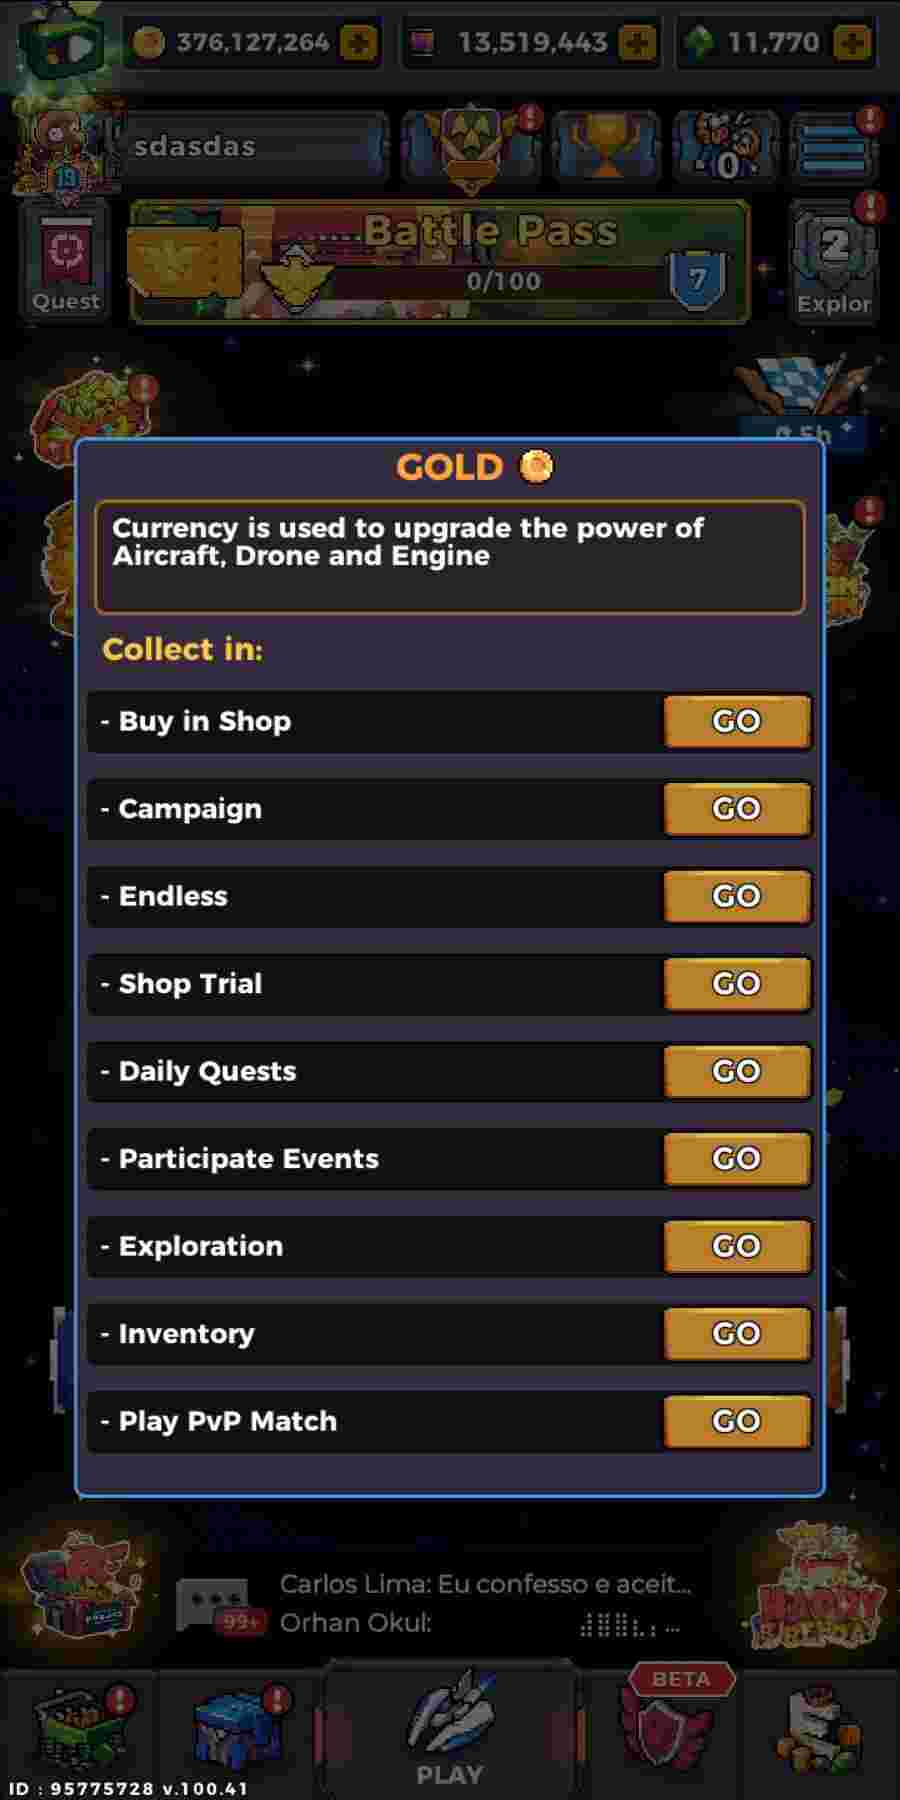 376,127,264
13,519,443
11,770
sdasdas
19
0
Quest
Battle Pass
0/100
7
2
Explor
GOLD
Currency is used to upgrade the power of
Aircraft, Drone and Engine
Collect in:
- Buy in Shop GO
- Campaign GO
- Endless GO
- Shop Trial GO
- Daily Quests GO
- Participate Events GO
- Exploration GO
- Inventory GO
- Play PvP Match GO
99+
Carlos Lima: Eu confesso e aceit...
Orhan Okul:
HAPPY
BETA
PLAY
ID : 95775728 v.100.41